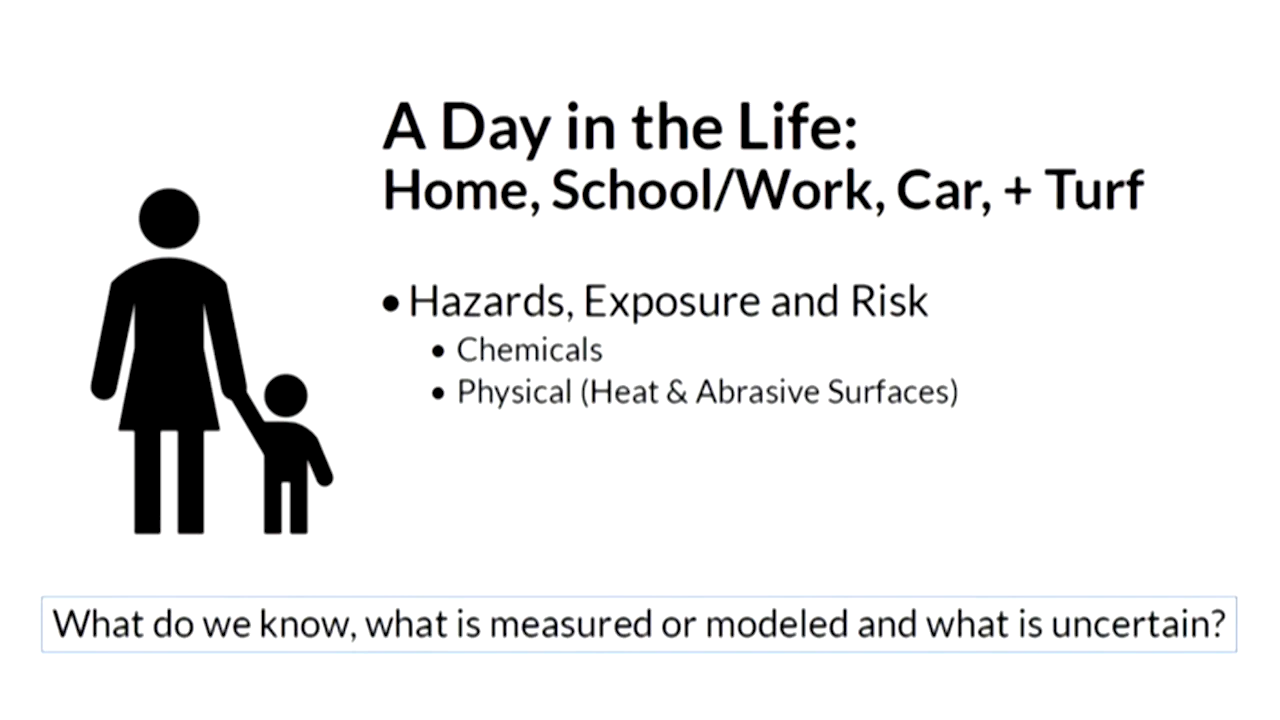 A Day in the Life:
Home, School/Work, Car, + Turf
• Hazards, Exposure and Risk
• Chemicals
• Physical (Heat & Abrasive Surfaces)
What do we know, what is measured or modeled and what is uncertain?